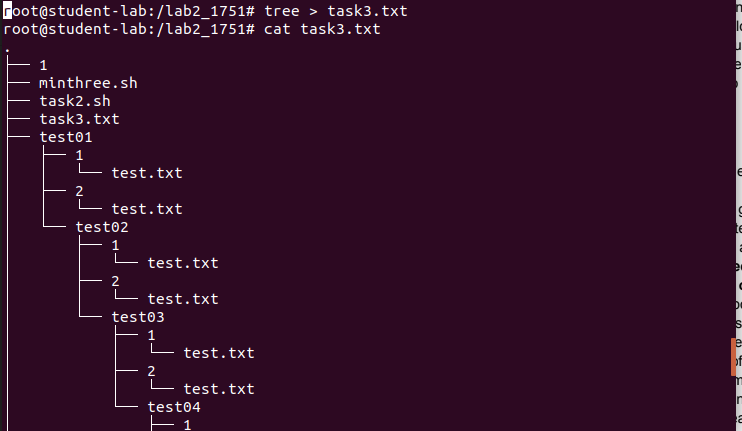 root@student-lab:/lab2_1751# tree > task3.txt
root@student-lab:/lab2_1751# cat task3.txt
.
├── 1
├── minthree.sh
├── task2.sh
├── task3.txt
├── test01
│   ├── 1
│   │   └── test.txt
│   ├── 2
│   │   └── test.txt
│   └── test02
│       ├── 1
│       │   └── test.txt
│       ├── 2
│       │   └── test.txt
│       └── test03
│           ├── 1
│           │   └── test.txt
│           ├── 2
│           │   └── test.txt
│           └── test04
│               ├── 1